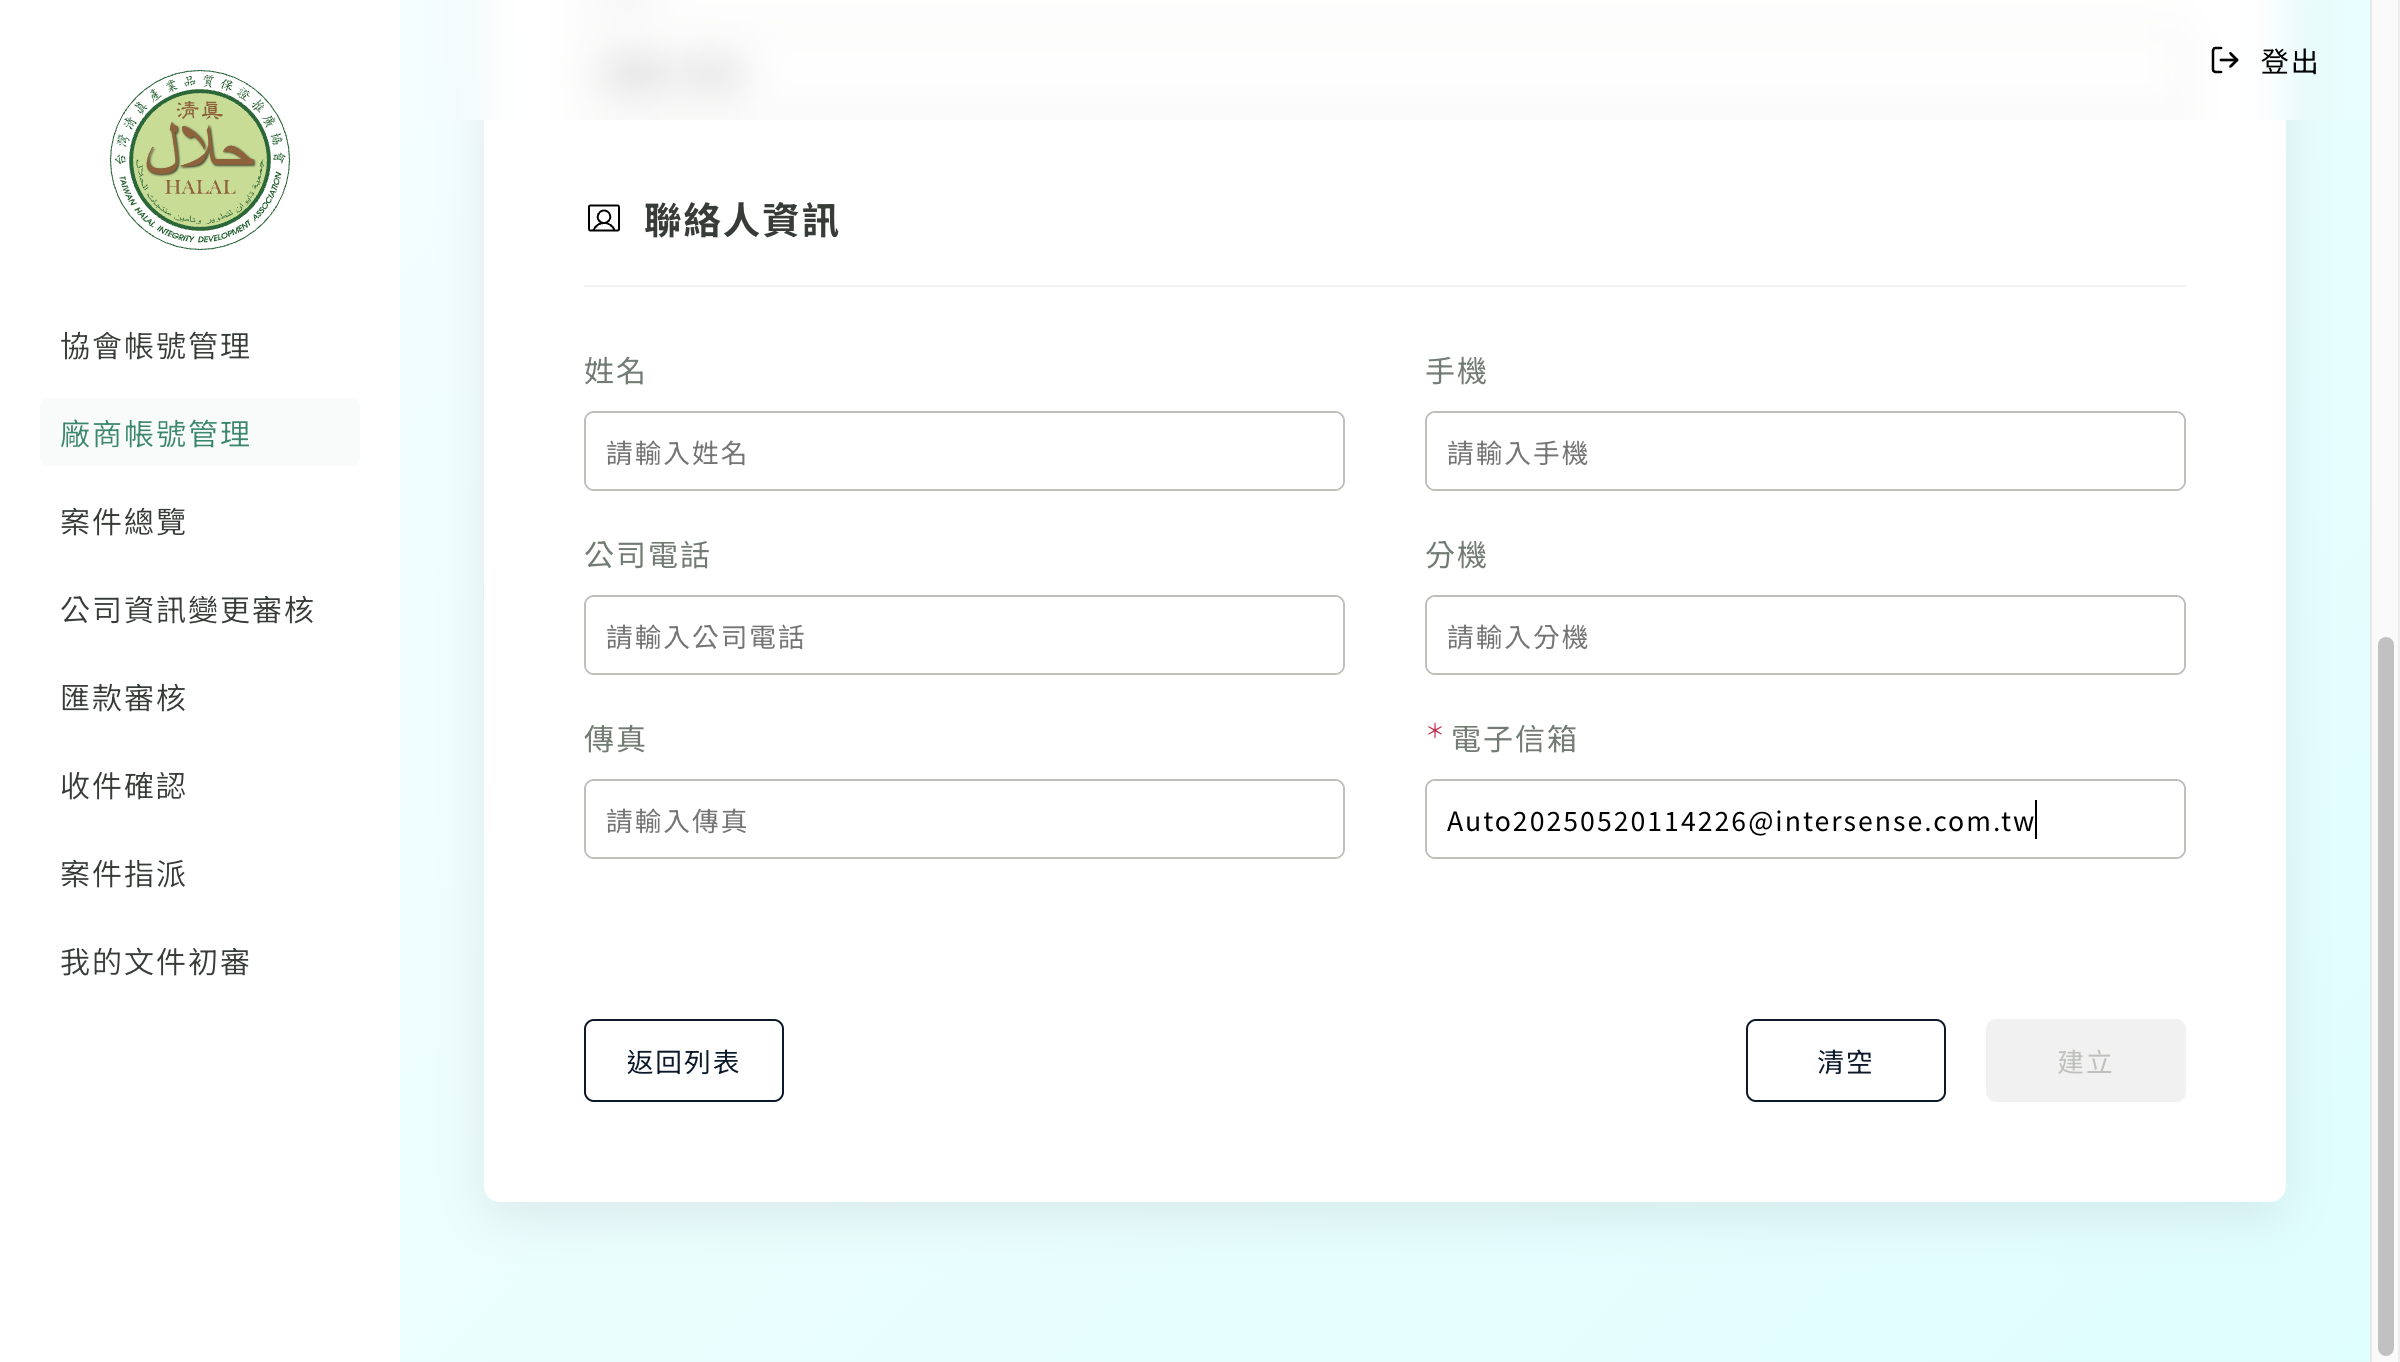 台灣清真產業品質保證推廣協會
清真
حلال
HALAL
TAIWAN HALAL INTEGRITY DEVELOPMENT ASSOCIATION
登出
協會帳號管理
廠商帳號管理
案件總覽
公司資訊變更審核
匯款審核
收件確認
案件指派
我的文件初審
聯絡人資訊
姓名
手機
請輸入姓名
請輸入手機
公司電話
分機
請輸入公司電話
請輸入分機
傳真
* 電子信箱
請輸入傳真
Auto20250520114226@intersense.com.tw
返回列表
清空
建立